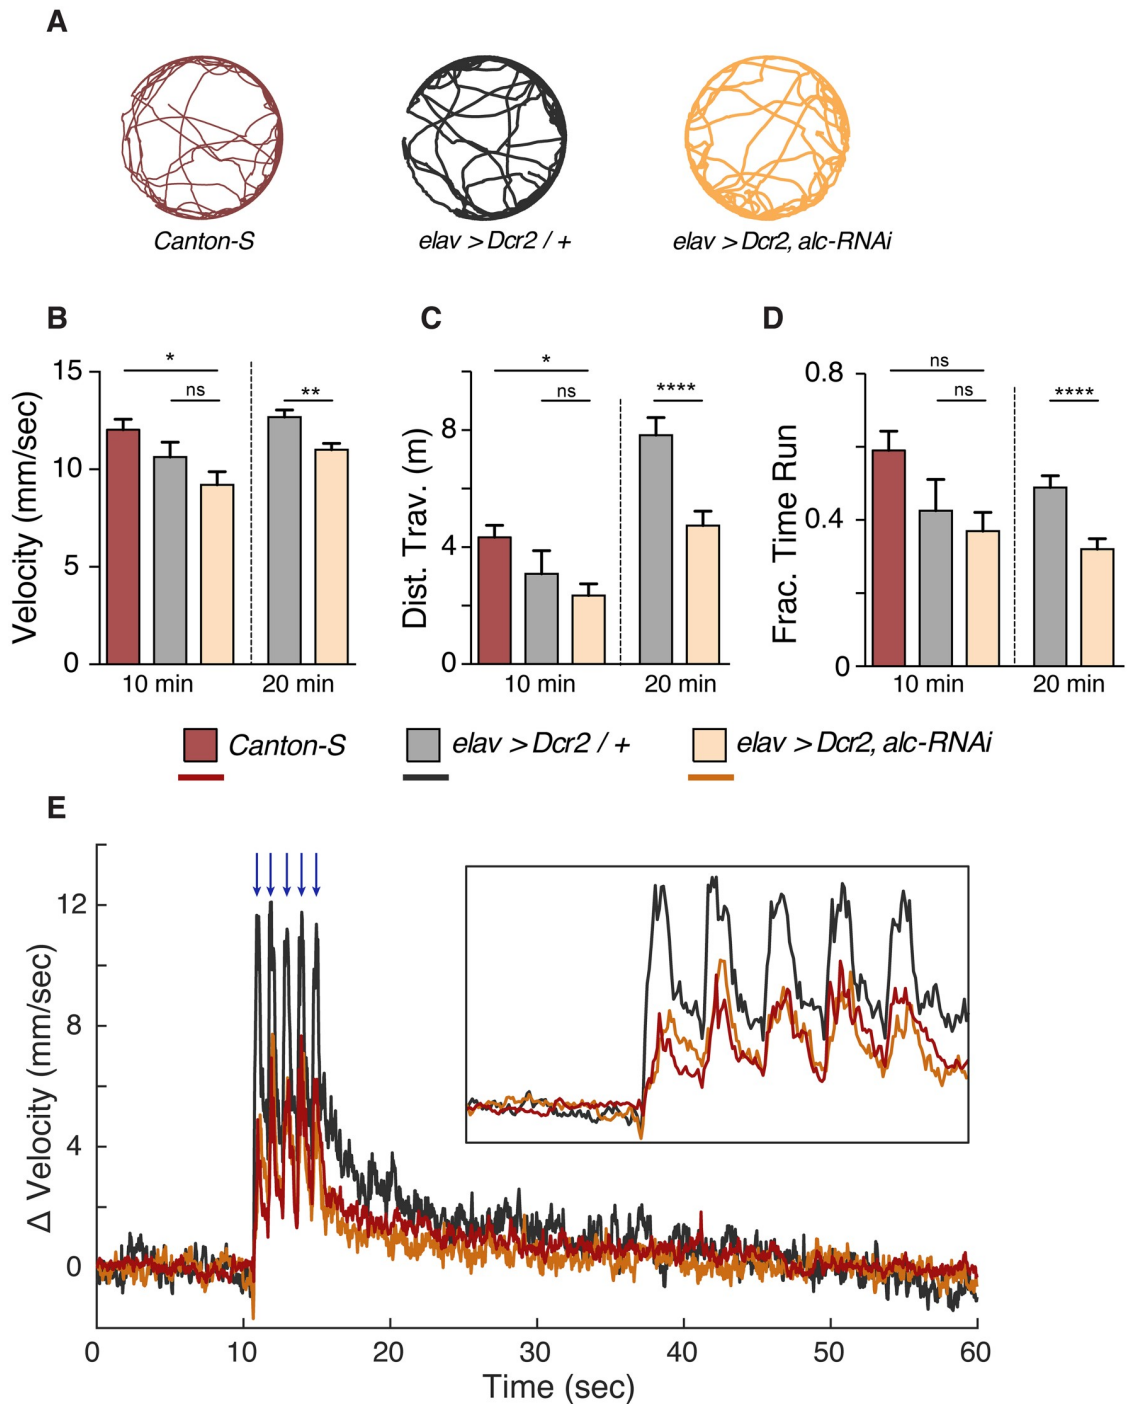 A
Canton-S
elav > Dcr2 / +
elav > Dcr2, alc-RNAi
B
Velocity (mm/sec)
15
10
5
0
*
ns
**
10 min
20 min
C
Dist. Trav. (m)
8
4
0
*
ns
****
10 min
20 min
D
Frac. Time Run
0.8
0.4
0
ns
ns
****
10 min
20 min
Canton-S
elav > Dcr2 / +
elav > Dcr2, alc-RNAi
E
Δ Velocity (mm/sec)
12
8
4
0
0
10
20
30
40
50
60
Time (sec)